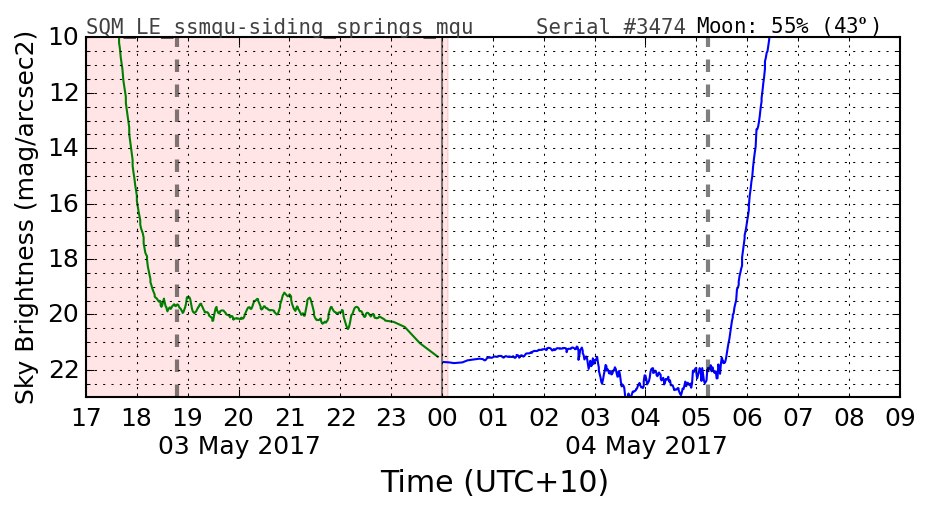 SQM_LE_ssmqu-siding_springs_mqu Serial #3474 Moon: 55% (43°)
Sky Brightness (mag/arcsec2)
10
12
14
16
18
20
22
17 18 19 20 21 22 23 00 01 02 03 04 05 06 07 08 09
03 May 2017 04 May 2017
Time (UTC+10)